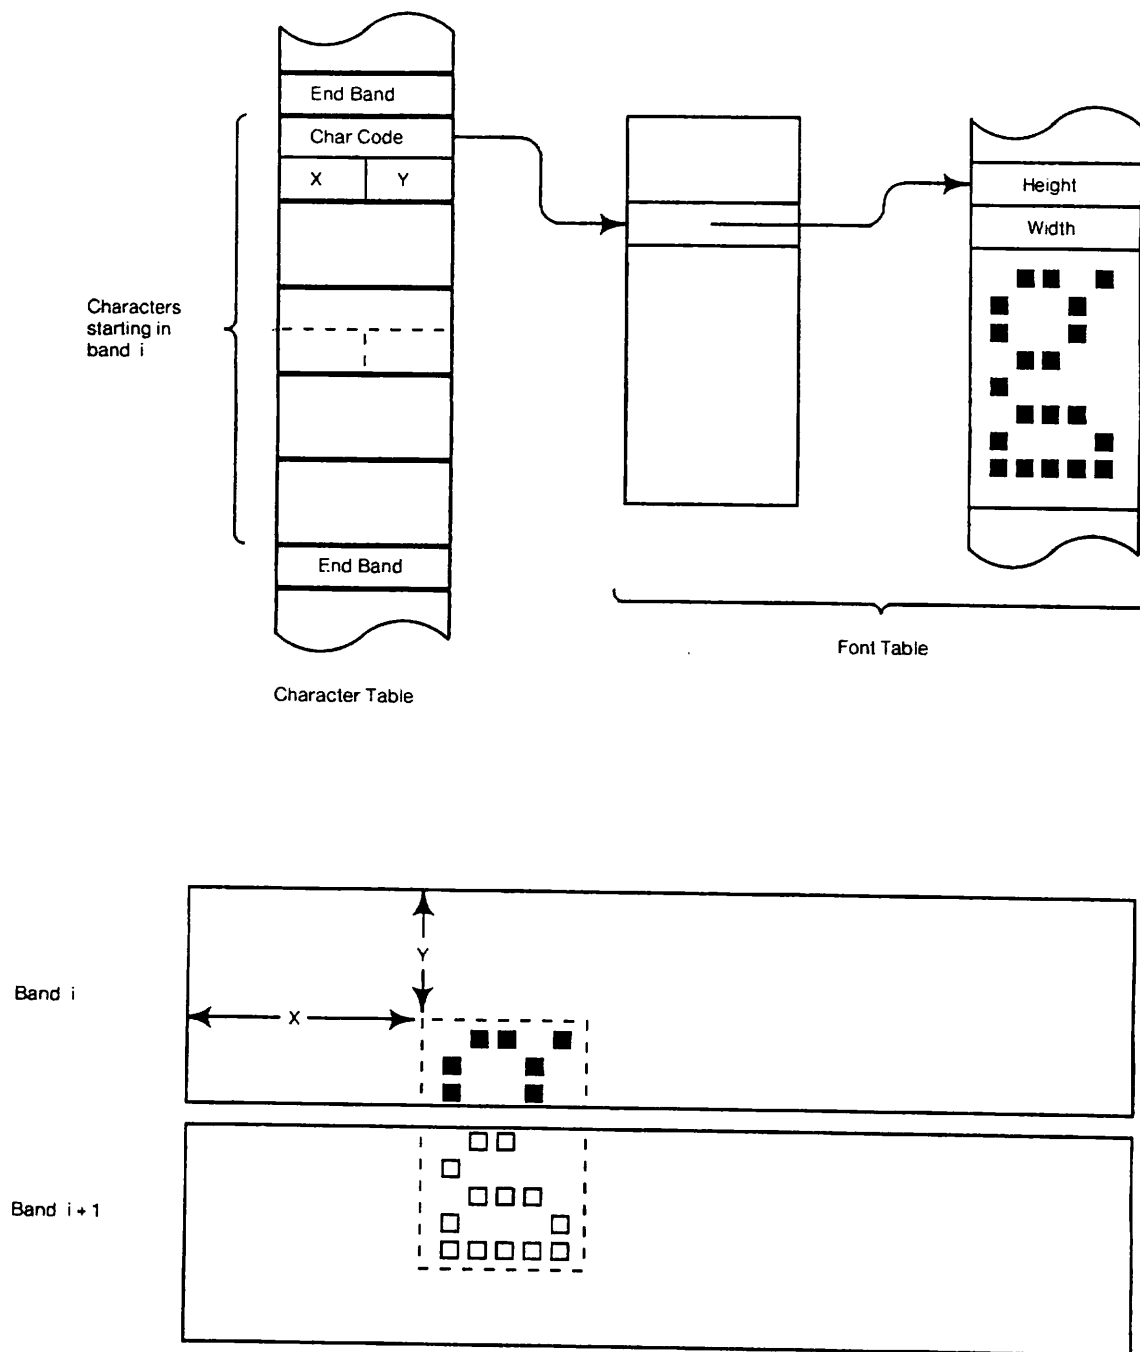 End Band
Char Code
X Y
Characters
starting in
band i
End Band
Character Table
Height
Width
Font Table
Band i
Y
X
Band i + 1